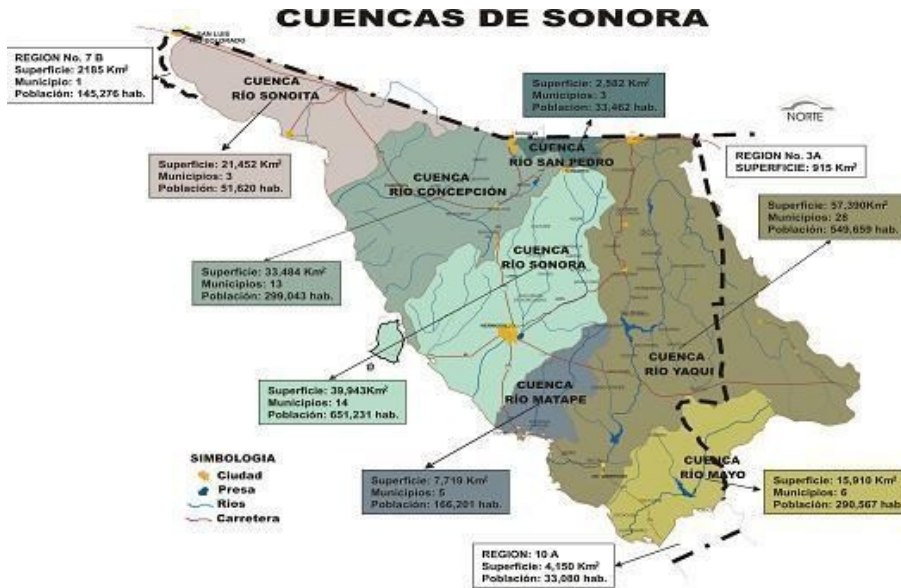 CUENCAS DE SONORA
SAN LUIS
RIO COLORADO
REGION No. 7 B
Superficie: 2185 Km²
Municipio: 1
Población: 145,276 hab.
CUENCA
RÍO SONOITA
Superficie: 2,582 Km²
Municipios: 3
Población: 33,462 hab.
NORTE
CUENCA
RÍO SAN PEDRO
REGION No. 3A
SUPERFICIE: 915 Km²
Superficie: 21,452 Km²
Municipios: 3
Población: 51,620 hab.
CUENCA
RÍO CONCEPCIÓN
Superficie: 57,390Km²
Municipios: 28
Población: 549,659 hab.
CUENCA
RÍO SONORA
Superficie: 33,484 Km²
Municipios: 13
Población: 299,043 hab.
HERMOSILLO
CUENCA
RÍO YAQUI
Superficie: 39,943Km²
Municipios: 14
Población: 651,231 hab.
CUENCA
RÍO MATAPE
SIMBOLOGIA
Ciudad
Presa
Rios
Carretera
CUENCA
RÍO MAYO
Superficie: 7,719 Km²
Municipios: 5
Población: 166,201 hab.
Superficie: 15,910 Km²
Municipios: 6
Población: 290,567 hab.
REGION: 10 A
Superficie: 4,150 Km²
Población: 33,080 hab.